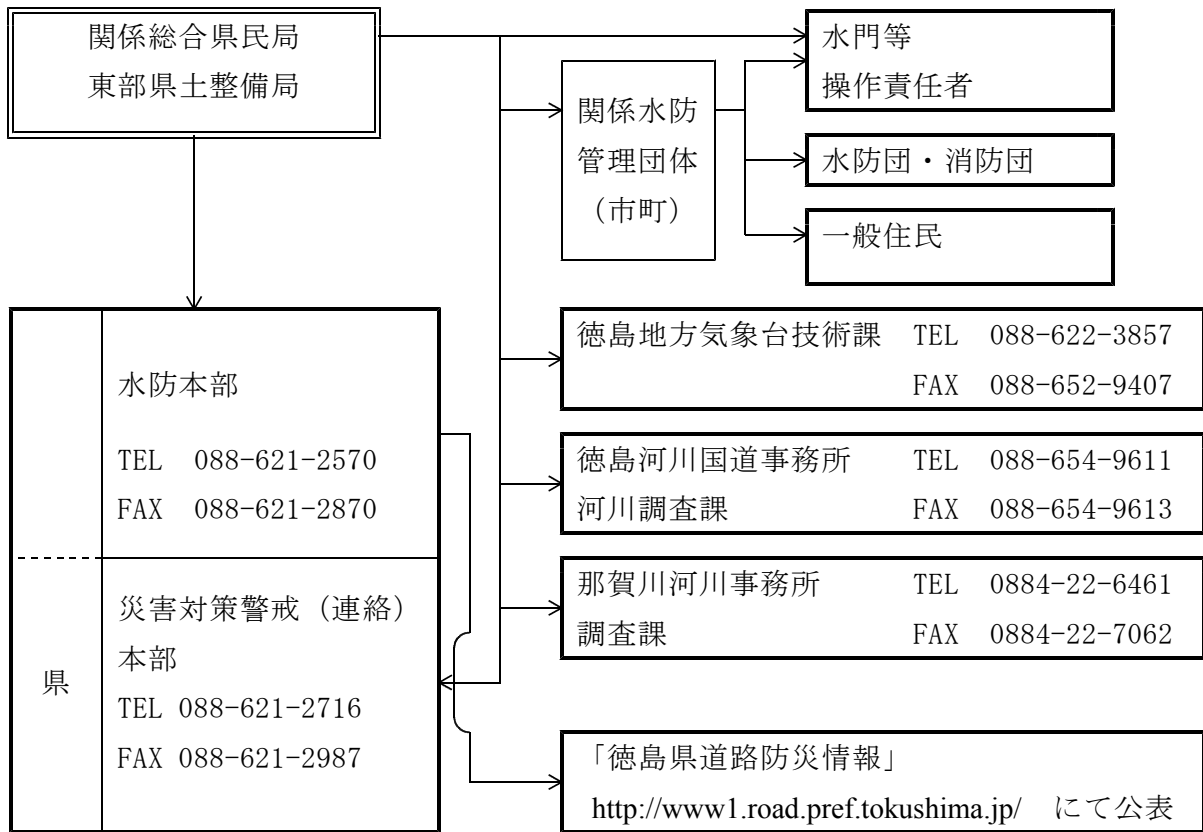 関係総合県民局
東部県土整備局
水門等
操作責任者
関係水防
管理団体
（市町）
水防団・消防団
一般住民
水防本部
TEL 088-621-2570
FAX 088-621-2870
県
災害対策警戒（連絡）
本部
TEL 088-621-2716
FAX 088-621-2987
徳島地方気象台技術課 TEL 088-622-3857
FAX 088-652-9407
徳島河川国道事務所 TEL 088-654-9611
河川調査課 FAX 088-654-9613
那賀川河川事務所 TEL 0884-22-6461
調査課 FAX 0884-22-7062
「徳島県道路防災情報」
http://www1.road.pref.tokushima.jp/ にて公表